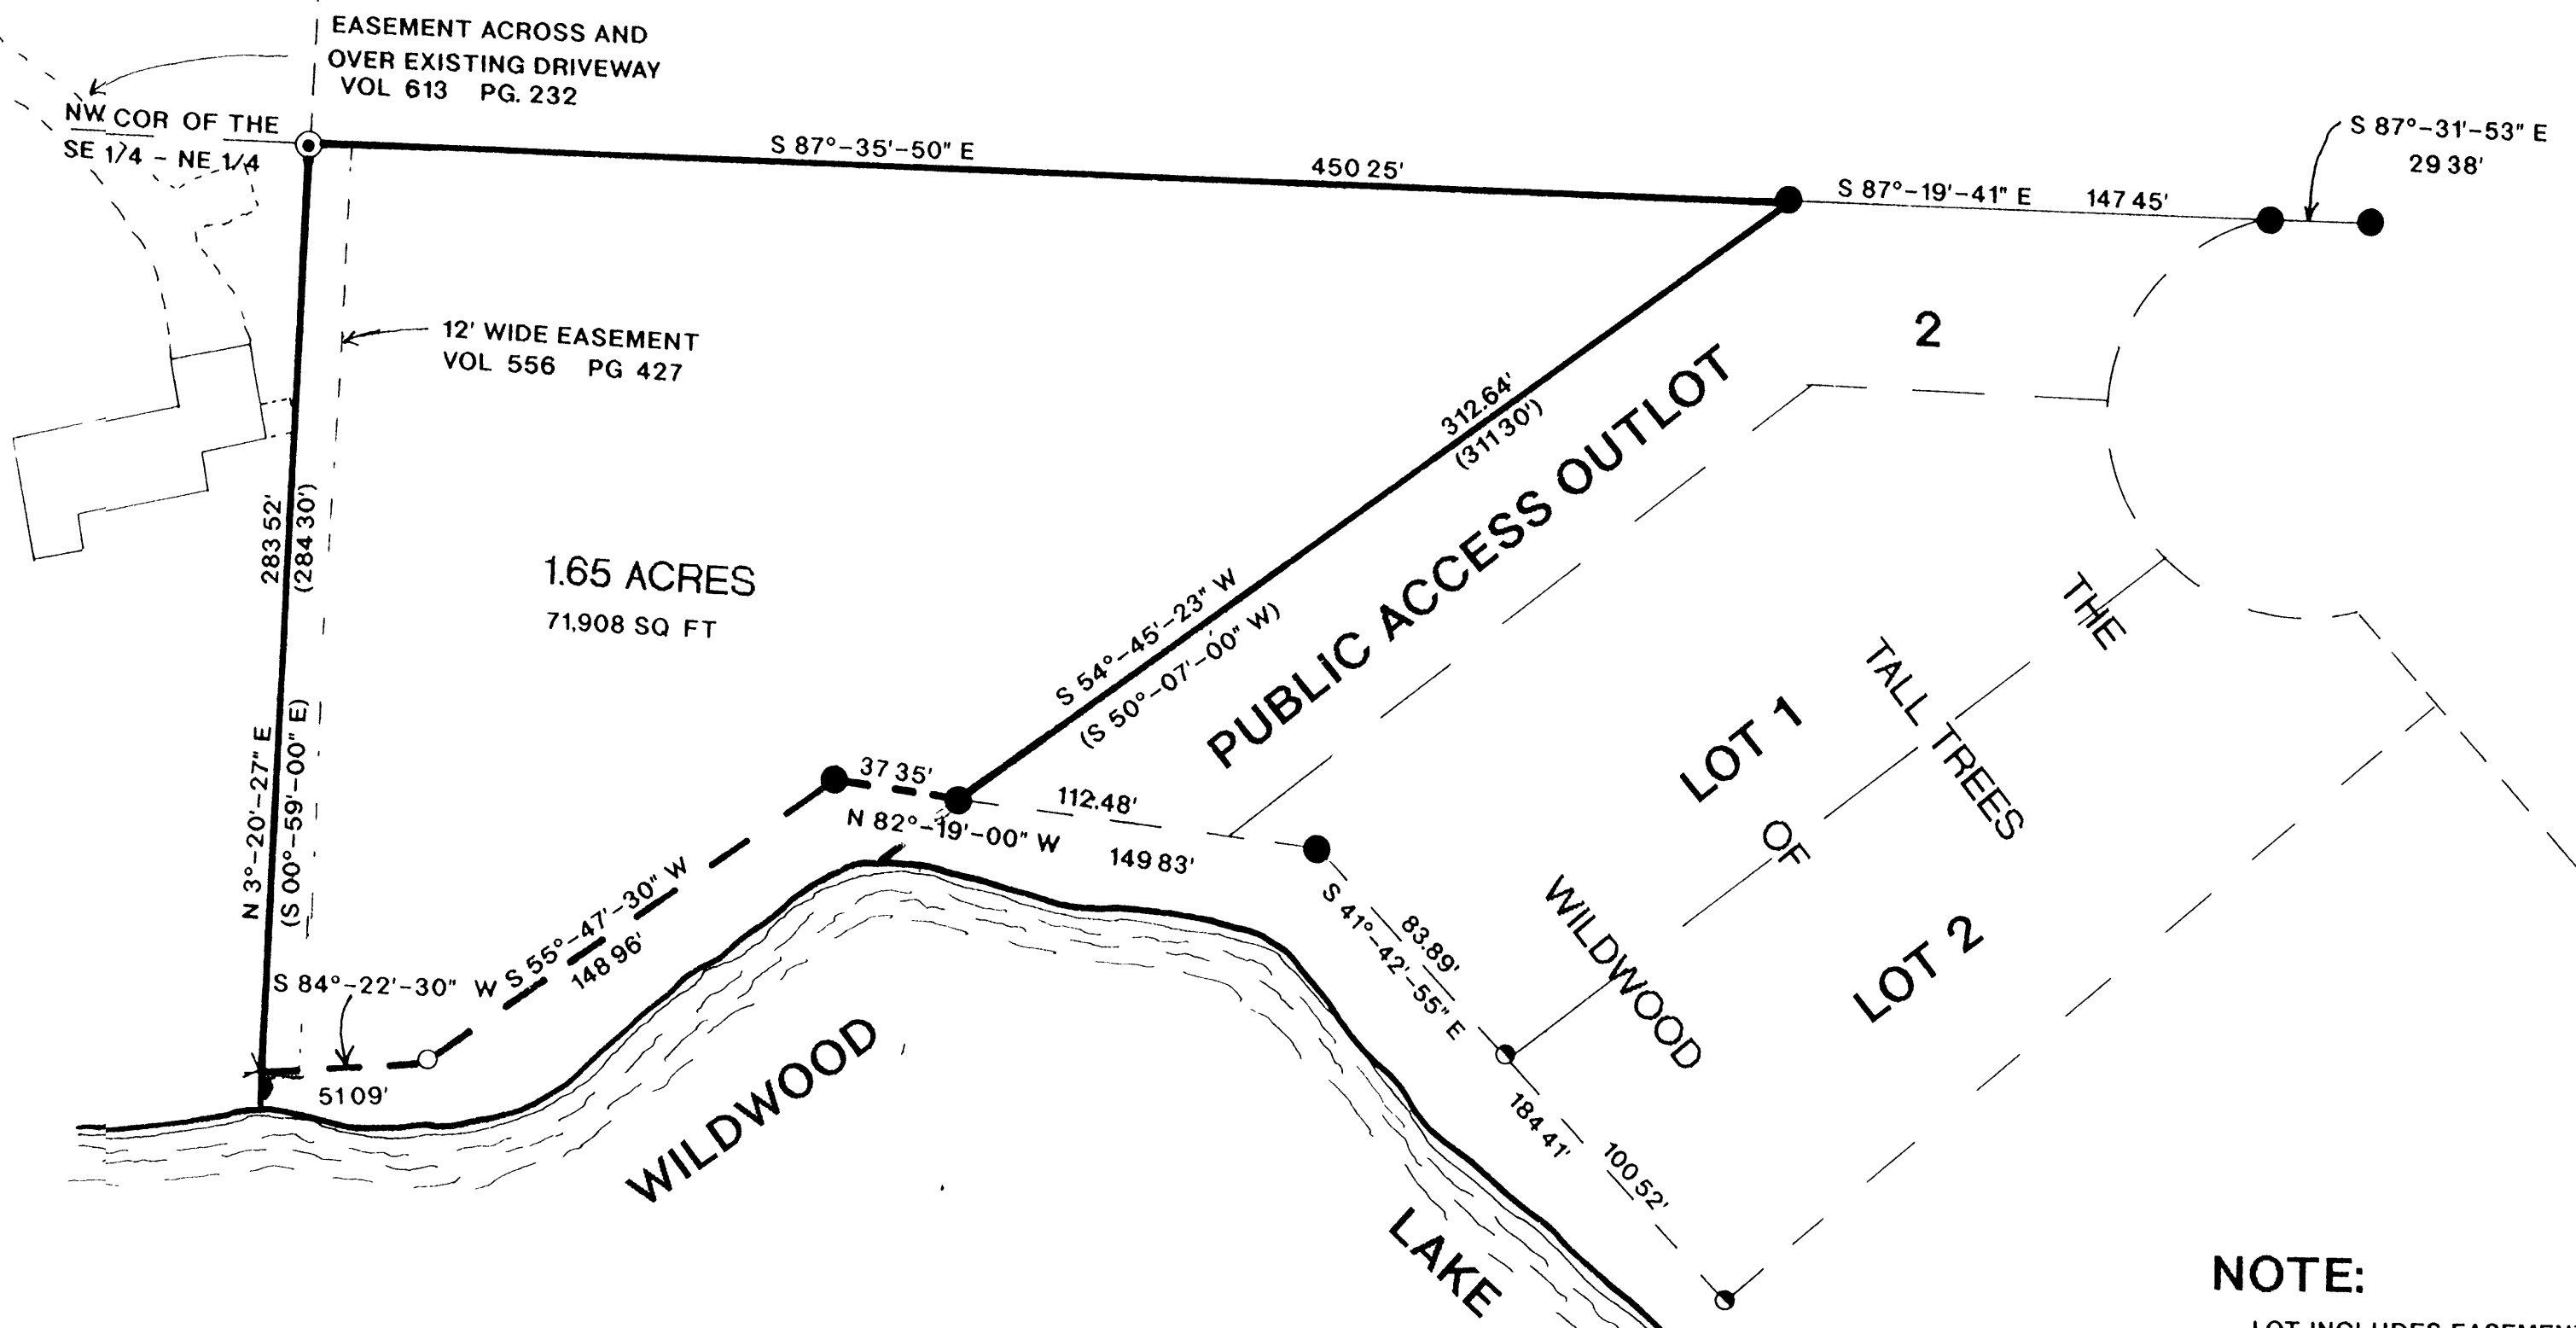 EASEMENT ACROSS AND
OVER EXISTING DRIVEWAY
VOL 613 PG. 232
NW COR OF THE
SE 1/4 - NE 1/4
S 87°-35'-50" E
450 25'
S 87°-19'-41" E
147 45'
S 87°-31'-53" E
29 38'
12' WIDE EASEMENT
VOL 556 PG 427
2
312.64'
(311 30')
PUBLIC ACCESS OUTLOT
283 52'
(284 30')
1.65 ACRES
71,908 SQ FT
S 54°-45'-23" W
(S 50°-07'-00" W)
N 3°-20'-27" E
(S 00°-59'-00" E)
37 35'
112.48'
N 82°-19'-00" W
149 83'
LOT 1
THE
TALL TREES
OF
WILDWOOD
LOT 2
S 55°-47'-30" W
148 96'
S 84°-22'-30" W
51 09'
83.89'
S 41°-42'-55" E
184 41'
100 52'
WILDWOOD
LAKE
NOTE: